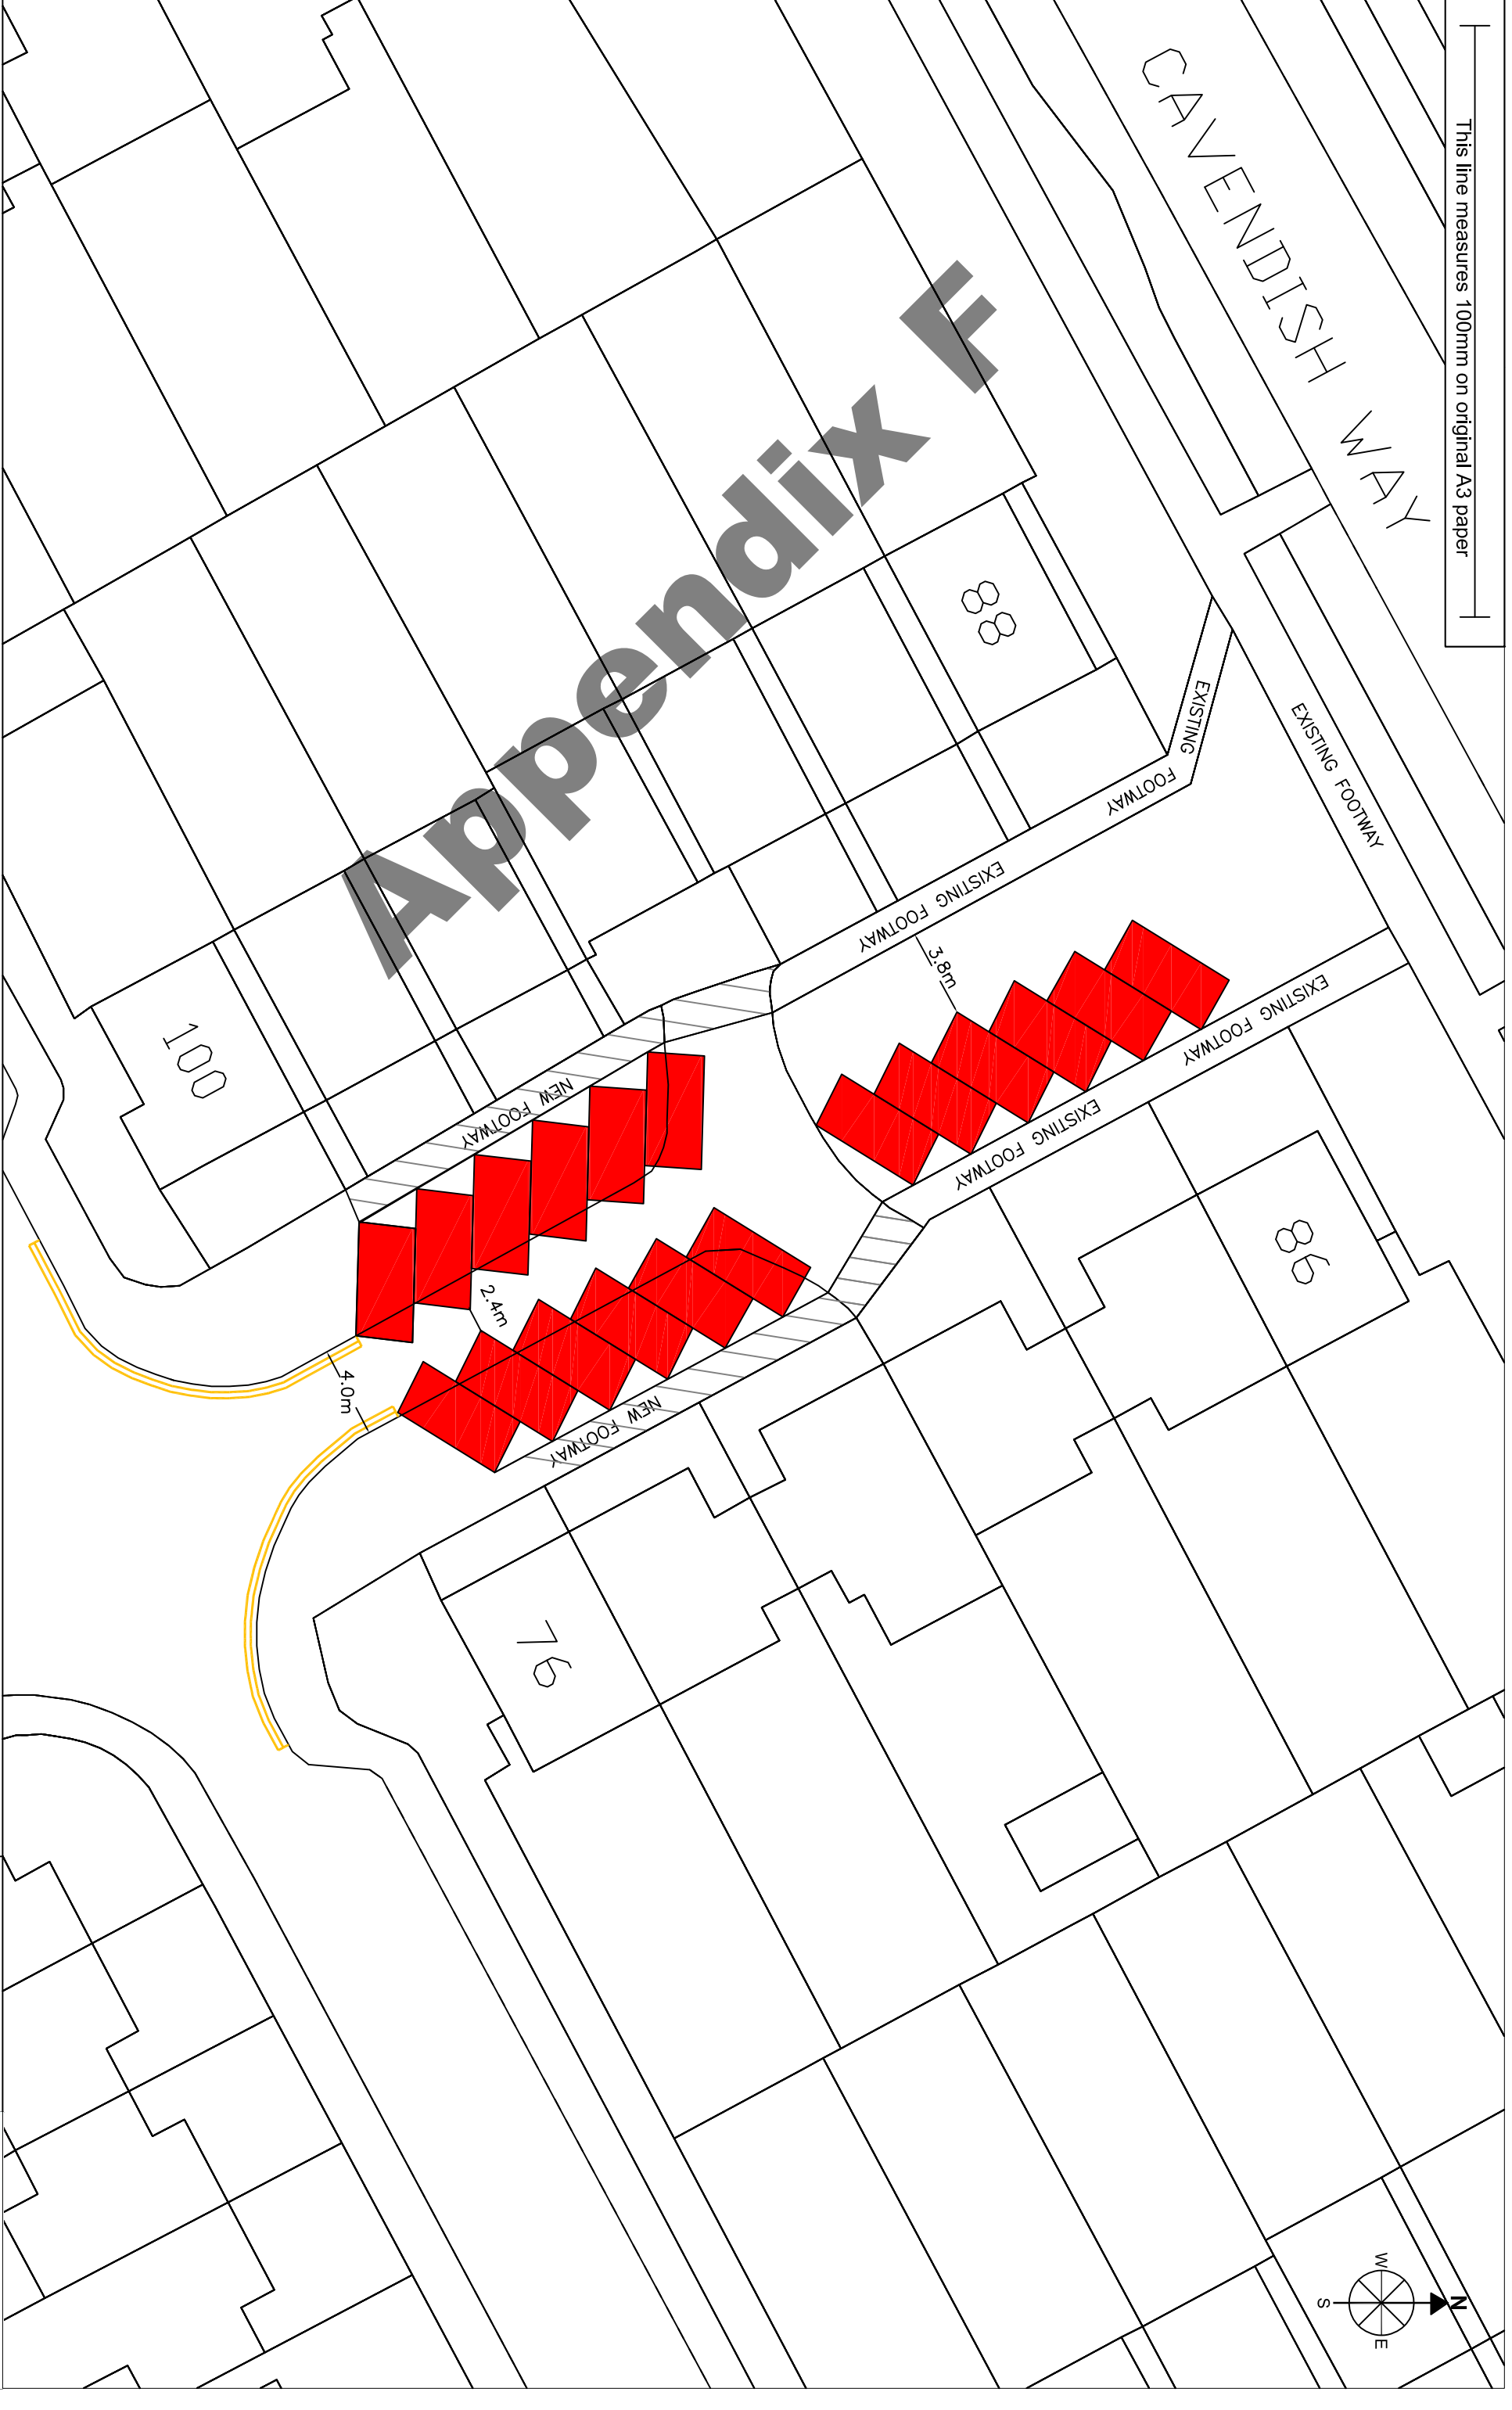 This line measures 100mm on original A3 paper
CAVENDISH WAY
EXISTING FOOTWAY
EXISTING
FOOTWAY
EXISTING FOOTWAY
EXISTING FOOTWAY
EXISTING FOOTWAY
88
86
3.8m
NEW FOOTWAY
100
2.4m
4.0m
NEW FOOTWAY
76
Appendix F
N
W
E
S